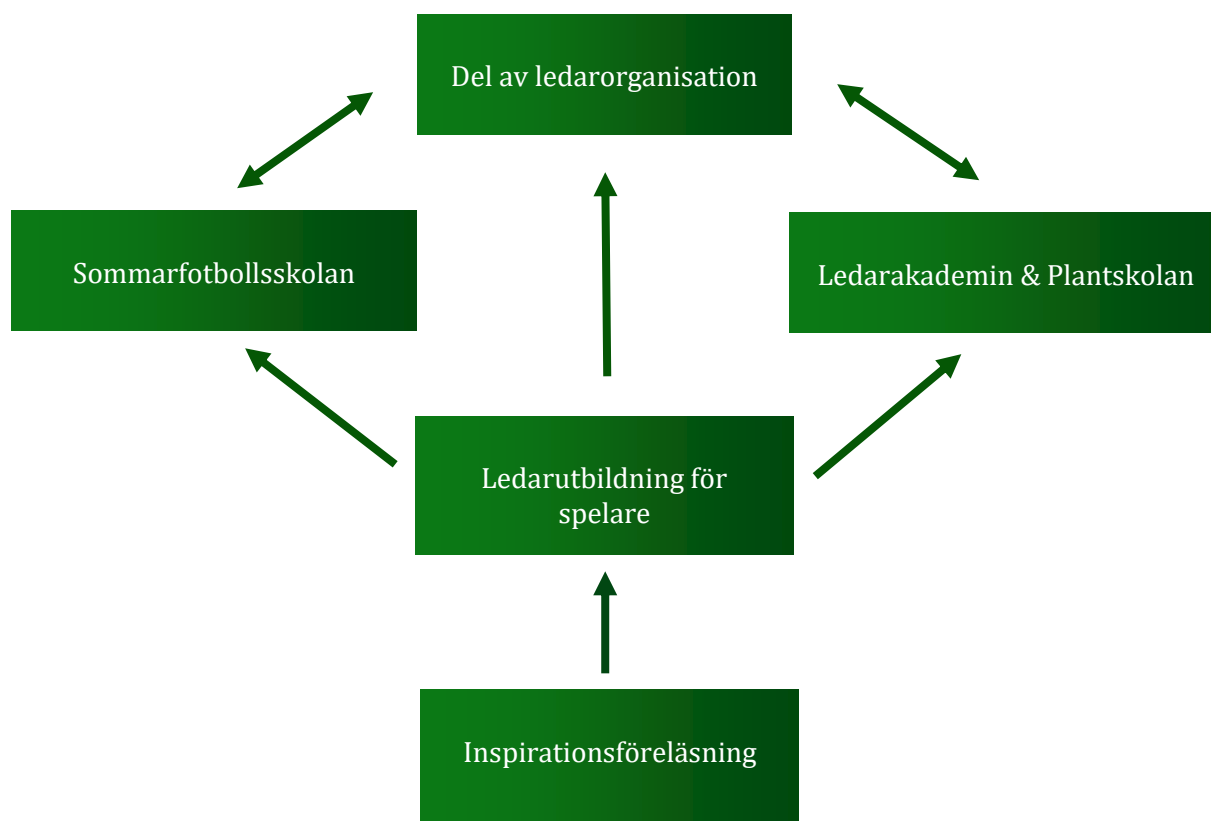 Del av ledarorganisation
Sommarfotbollsskolan
Ledarakademin & Plantskolan
Ledarutbildning för
spelare
Inspirationsföreläsning